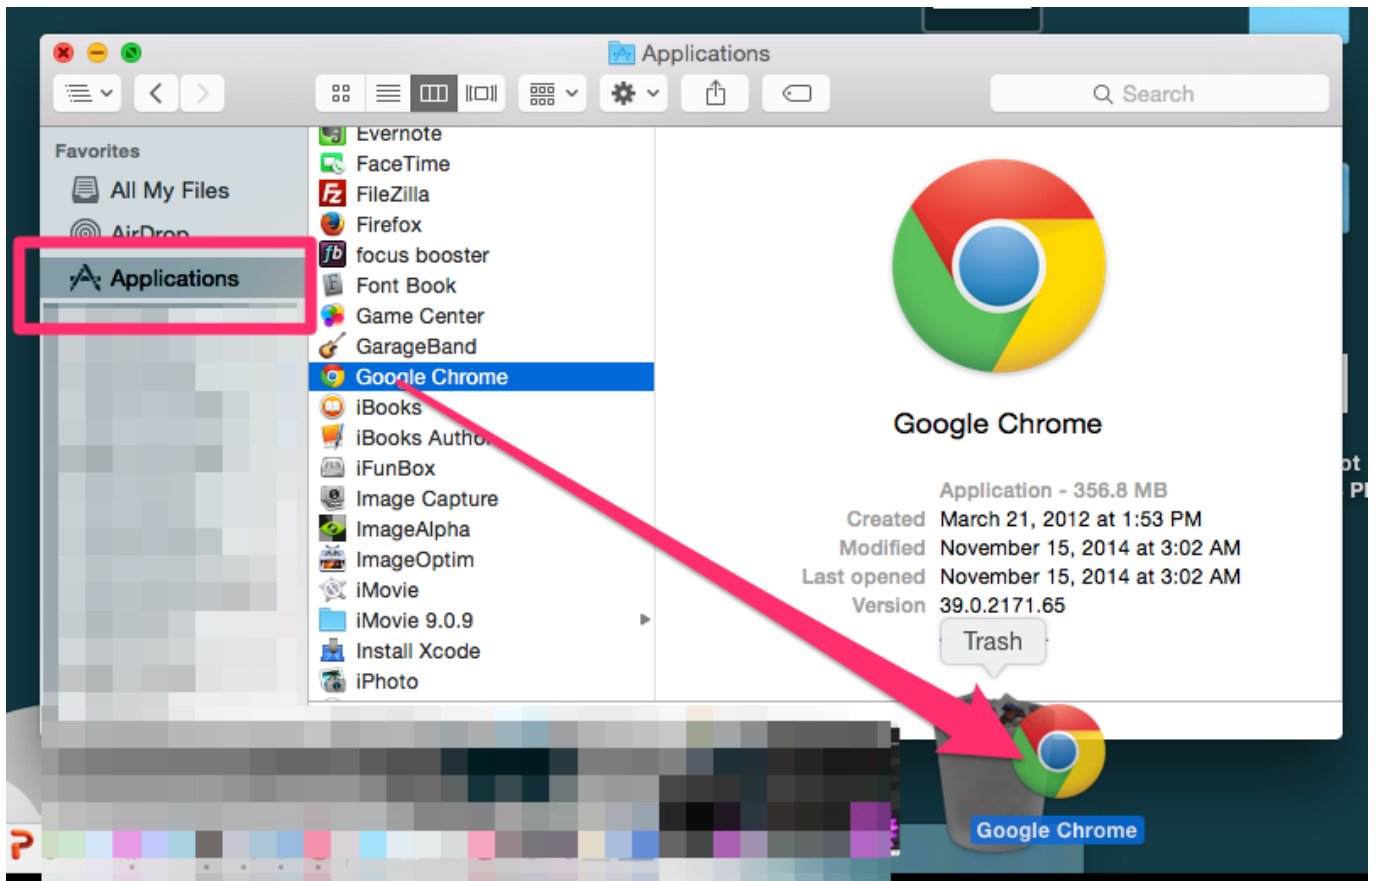 Applications
Search
Favorites
All My Files
AirDrop
Applications
Evernote
FaceTime
FileZilla
Firefox
focus booster
Font Book
Game Center
GarageBand
Google Chrome
iBooks
iBooks Author
iFunBox
Image Capture
ImageAlpha
ImageOptim
iMovie
iMovie 9.0.9
Install Xcode
iPhoto
Google Chrome
Application - 356.8 MB
Created March 21, 2012 at 1:53 PM
Modified November 15, 2014 at 3:02 AM
Last opened November 15, 2014 at 3:02 AM
Version 39.0.2171.65
Trash
Google Chrome